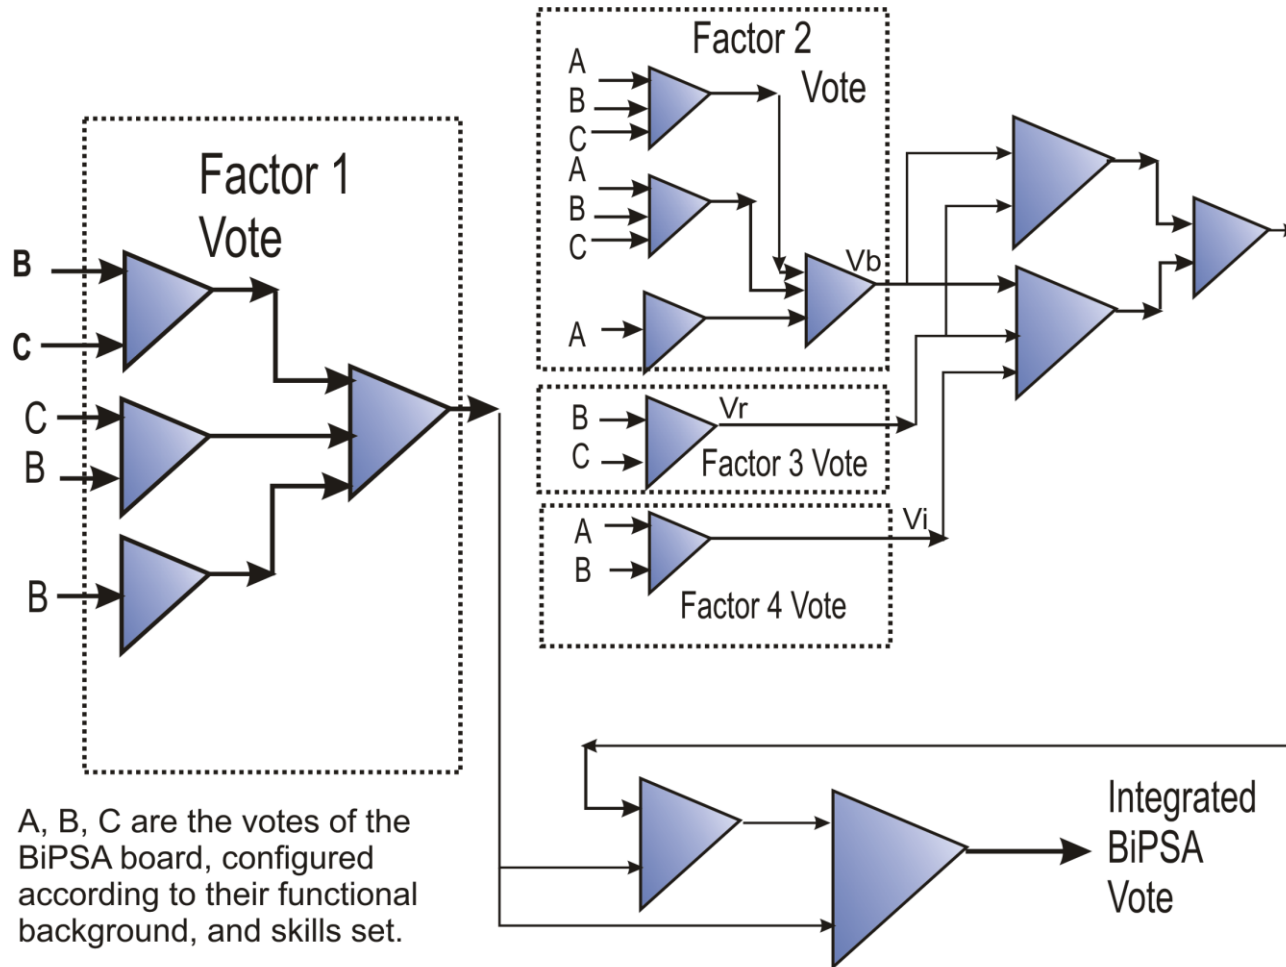 Factor 1
Vote
B
C
C
B
B
Factor 2
Vote
A
B
C
A
B
C
A
Vb
B
C
Vr
Factor 3 Vote
A
B
Vi
Factor 4 Vote
A, B, C are the votes of the
BiPSA board, configured
according to their functional
background, and skills set.
Integrated
BiPSA
Vote